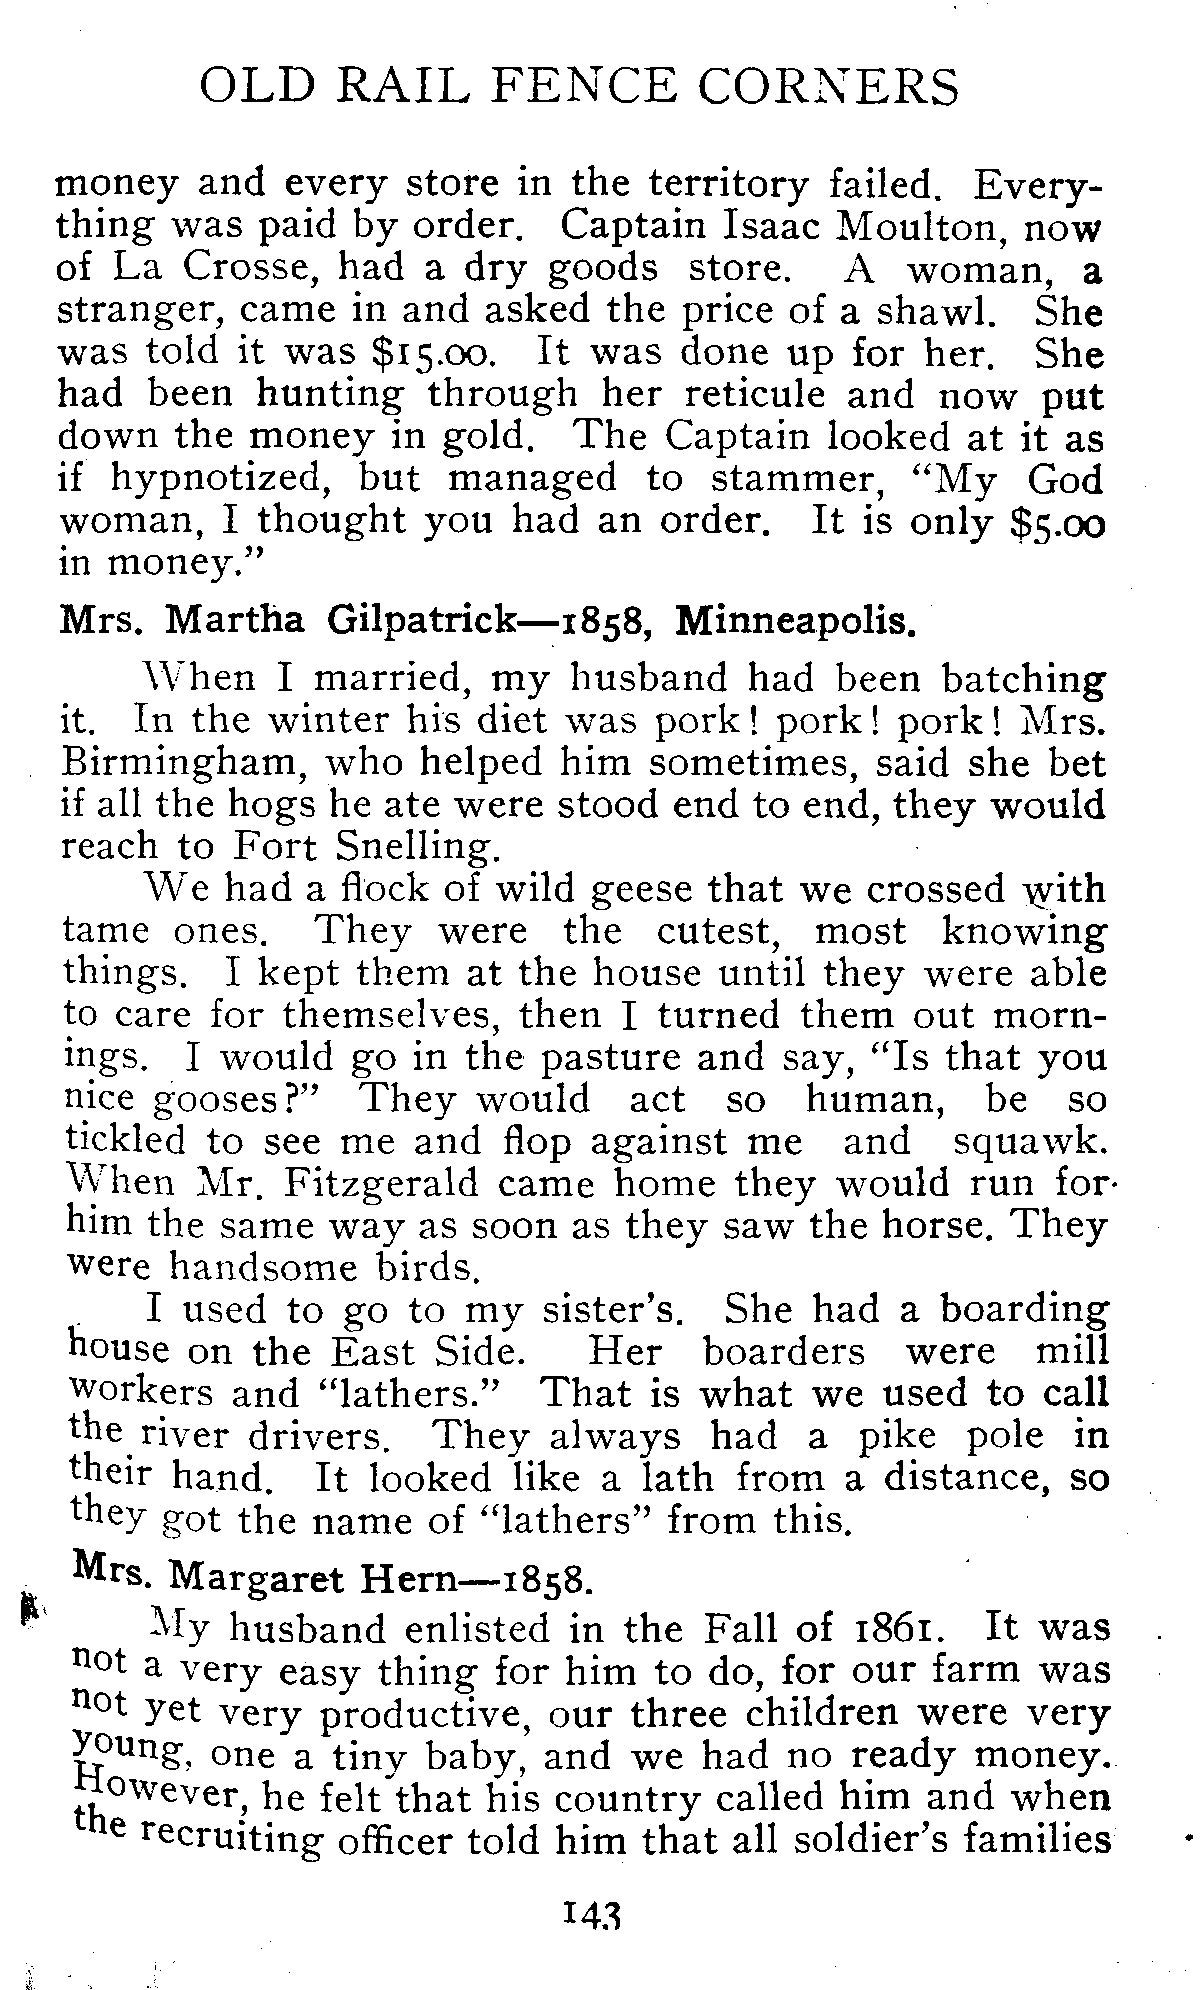 OLD RAIL FENCE CORNERS
money and every store in the territory failed. Every-
thing was paid by order. Captain Isaac Moulton, now
of La Crosse, had a dry goods store. A woman, a
stranger, came in and asked the price of a shawl. She
was told it was $15.00. It was done up for her. She
had been hunting through her reticule and now put
down the money in gold. The Captain looked at it as
if hypnotized, but managed to stammer, “My God
woman, I thought you had an order. It is only $5.00
in money.”
Mrs. Martha Gilpatrick—1858, Minneapolis.
When I married, my husband had been batching
it. In the winter his diet was pork! pork! pork! Mrs.
Birmingham, who helped him sometimes, said she bet
if all the hogs he ate were stood end to end, they would
reach to Fort Snelling.
We had a flock of wild geese that we crossed with
tame ones. They were the cutest, most knowing
things. I kept them at the house until they were able
to care for themselves, then I turned them out morn-
ings. I would go in the pasture and say, “Is that you
nice gooses?” They would act so human, be so
tickled to see me and flop against me and squawk.
When Mr. Fitzgerald came home they would run for
him the same way as soon as they saw the horse. They
were handsome birds.
I used to go to my sister’s. She had a boarding
house on the East Side. Her boarders were mill
workers and “lathers.” That is what we used to call
the river drivers. They always had a pike pole in
their hand. It looked like a lath from a distance, so
they got the name of “lathers” from this.
Mrs. Margaret Hern—1858.
My husband enlisted in the Fall of 1861. It was
not a very easy thing for him to do, for our farm was
not yet very productive, our three children were very
young, one a tiny baby, and we had no ready money.
However, he felt that his country called him and when
the recruiting officer told him that all soldier’s families
143